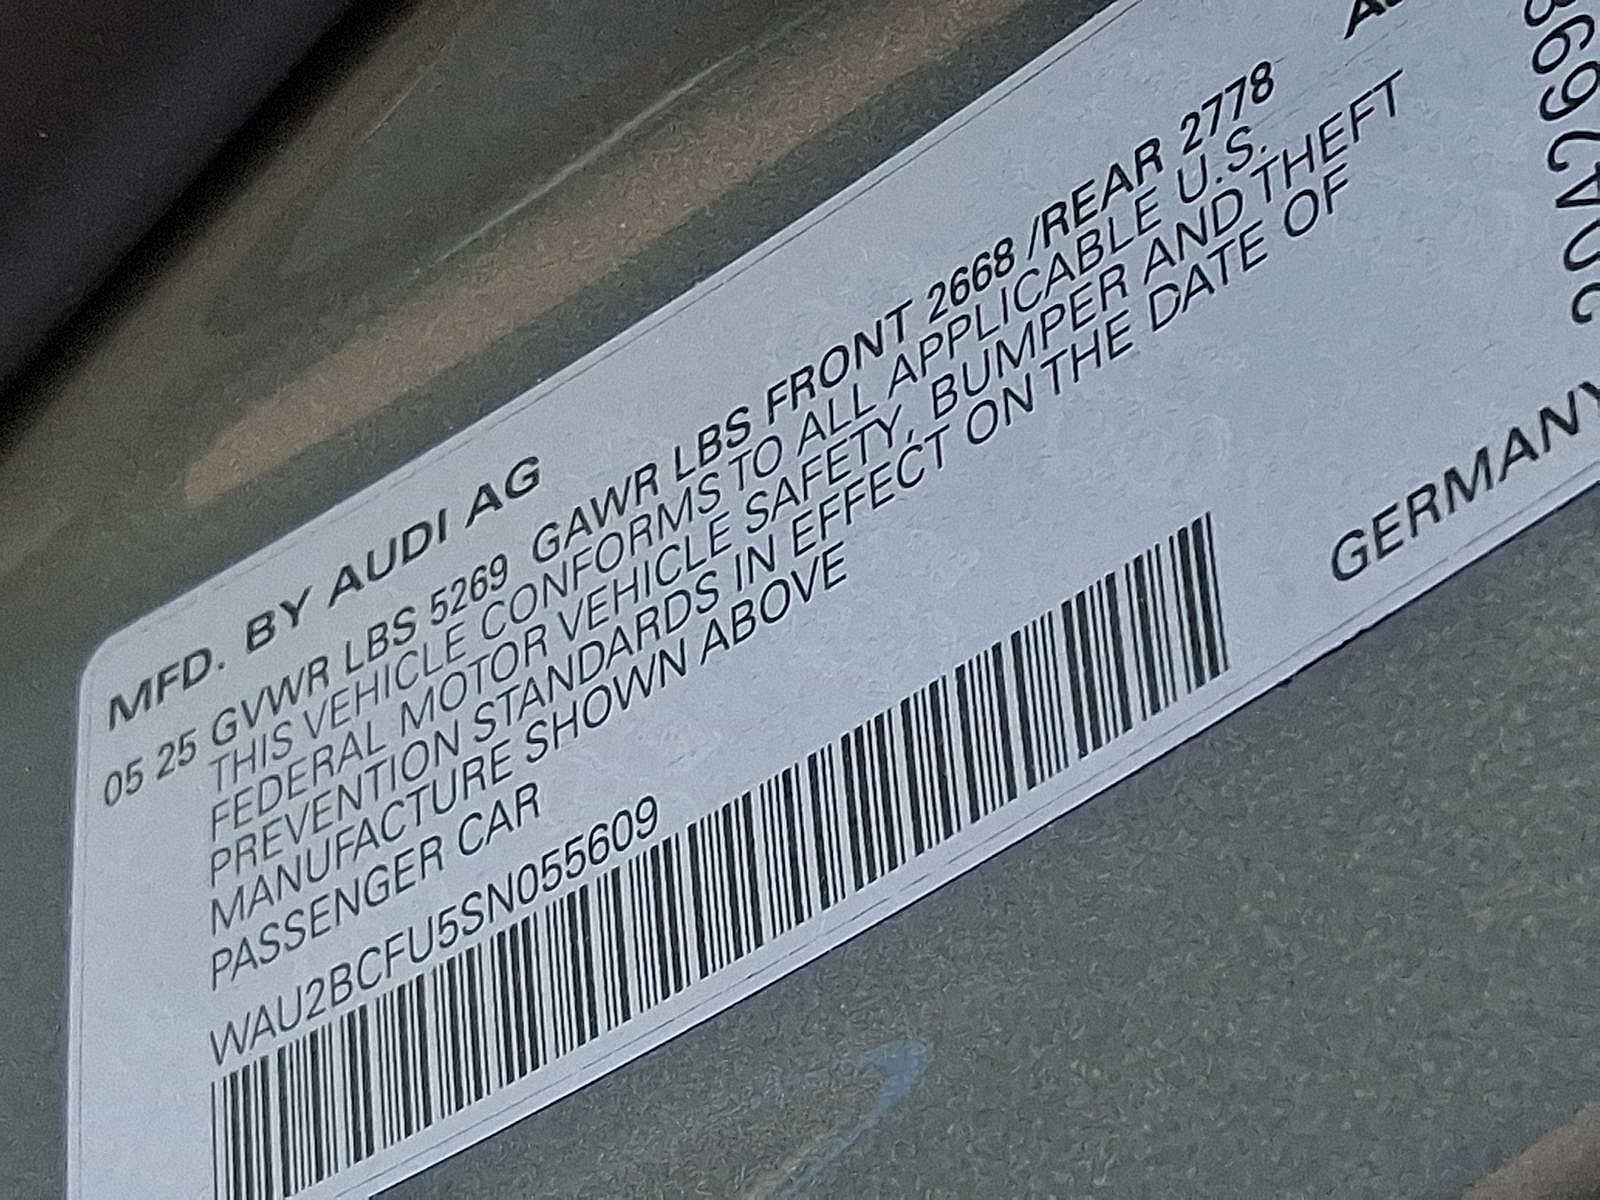 MFD. BY AUDI AG
05 25 GVWR LBS 5269 GAWR LBS FRONT 2668 /REAR 2778
THIS VEHICLE CONFORMS TO ALL APPLICABLE U.S.
FEDERAL MOTOR VEHICLE SAFETY, BUMPER AND THEFT
PREVENTION STANDARDS IN EFFECT ON THE DATE OF
MANUFACTURE SHOWN ABOVE
PASSENGER CAR
WAU2BCFU5SN055609
GERMANY